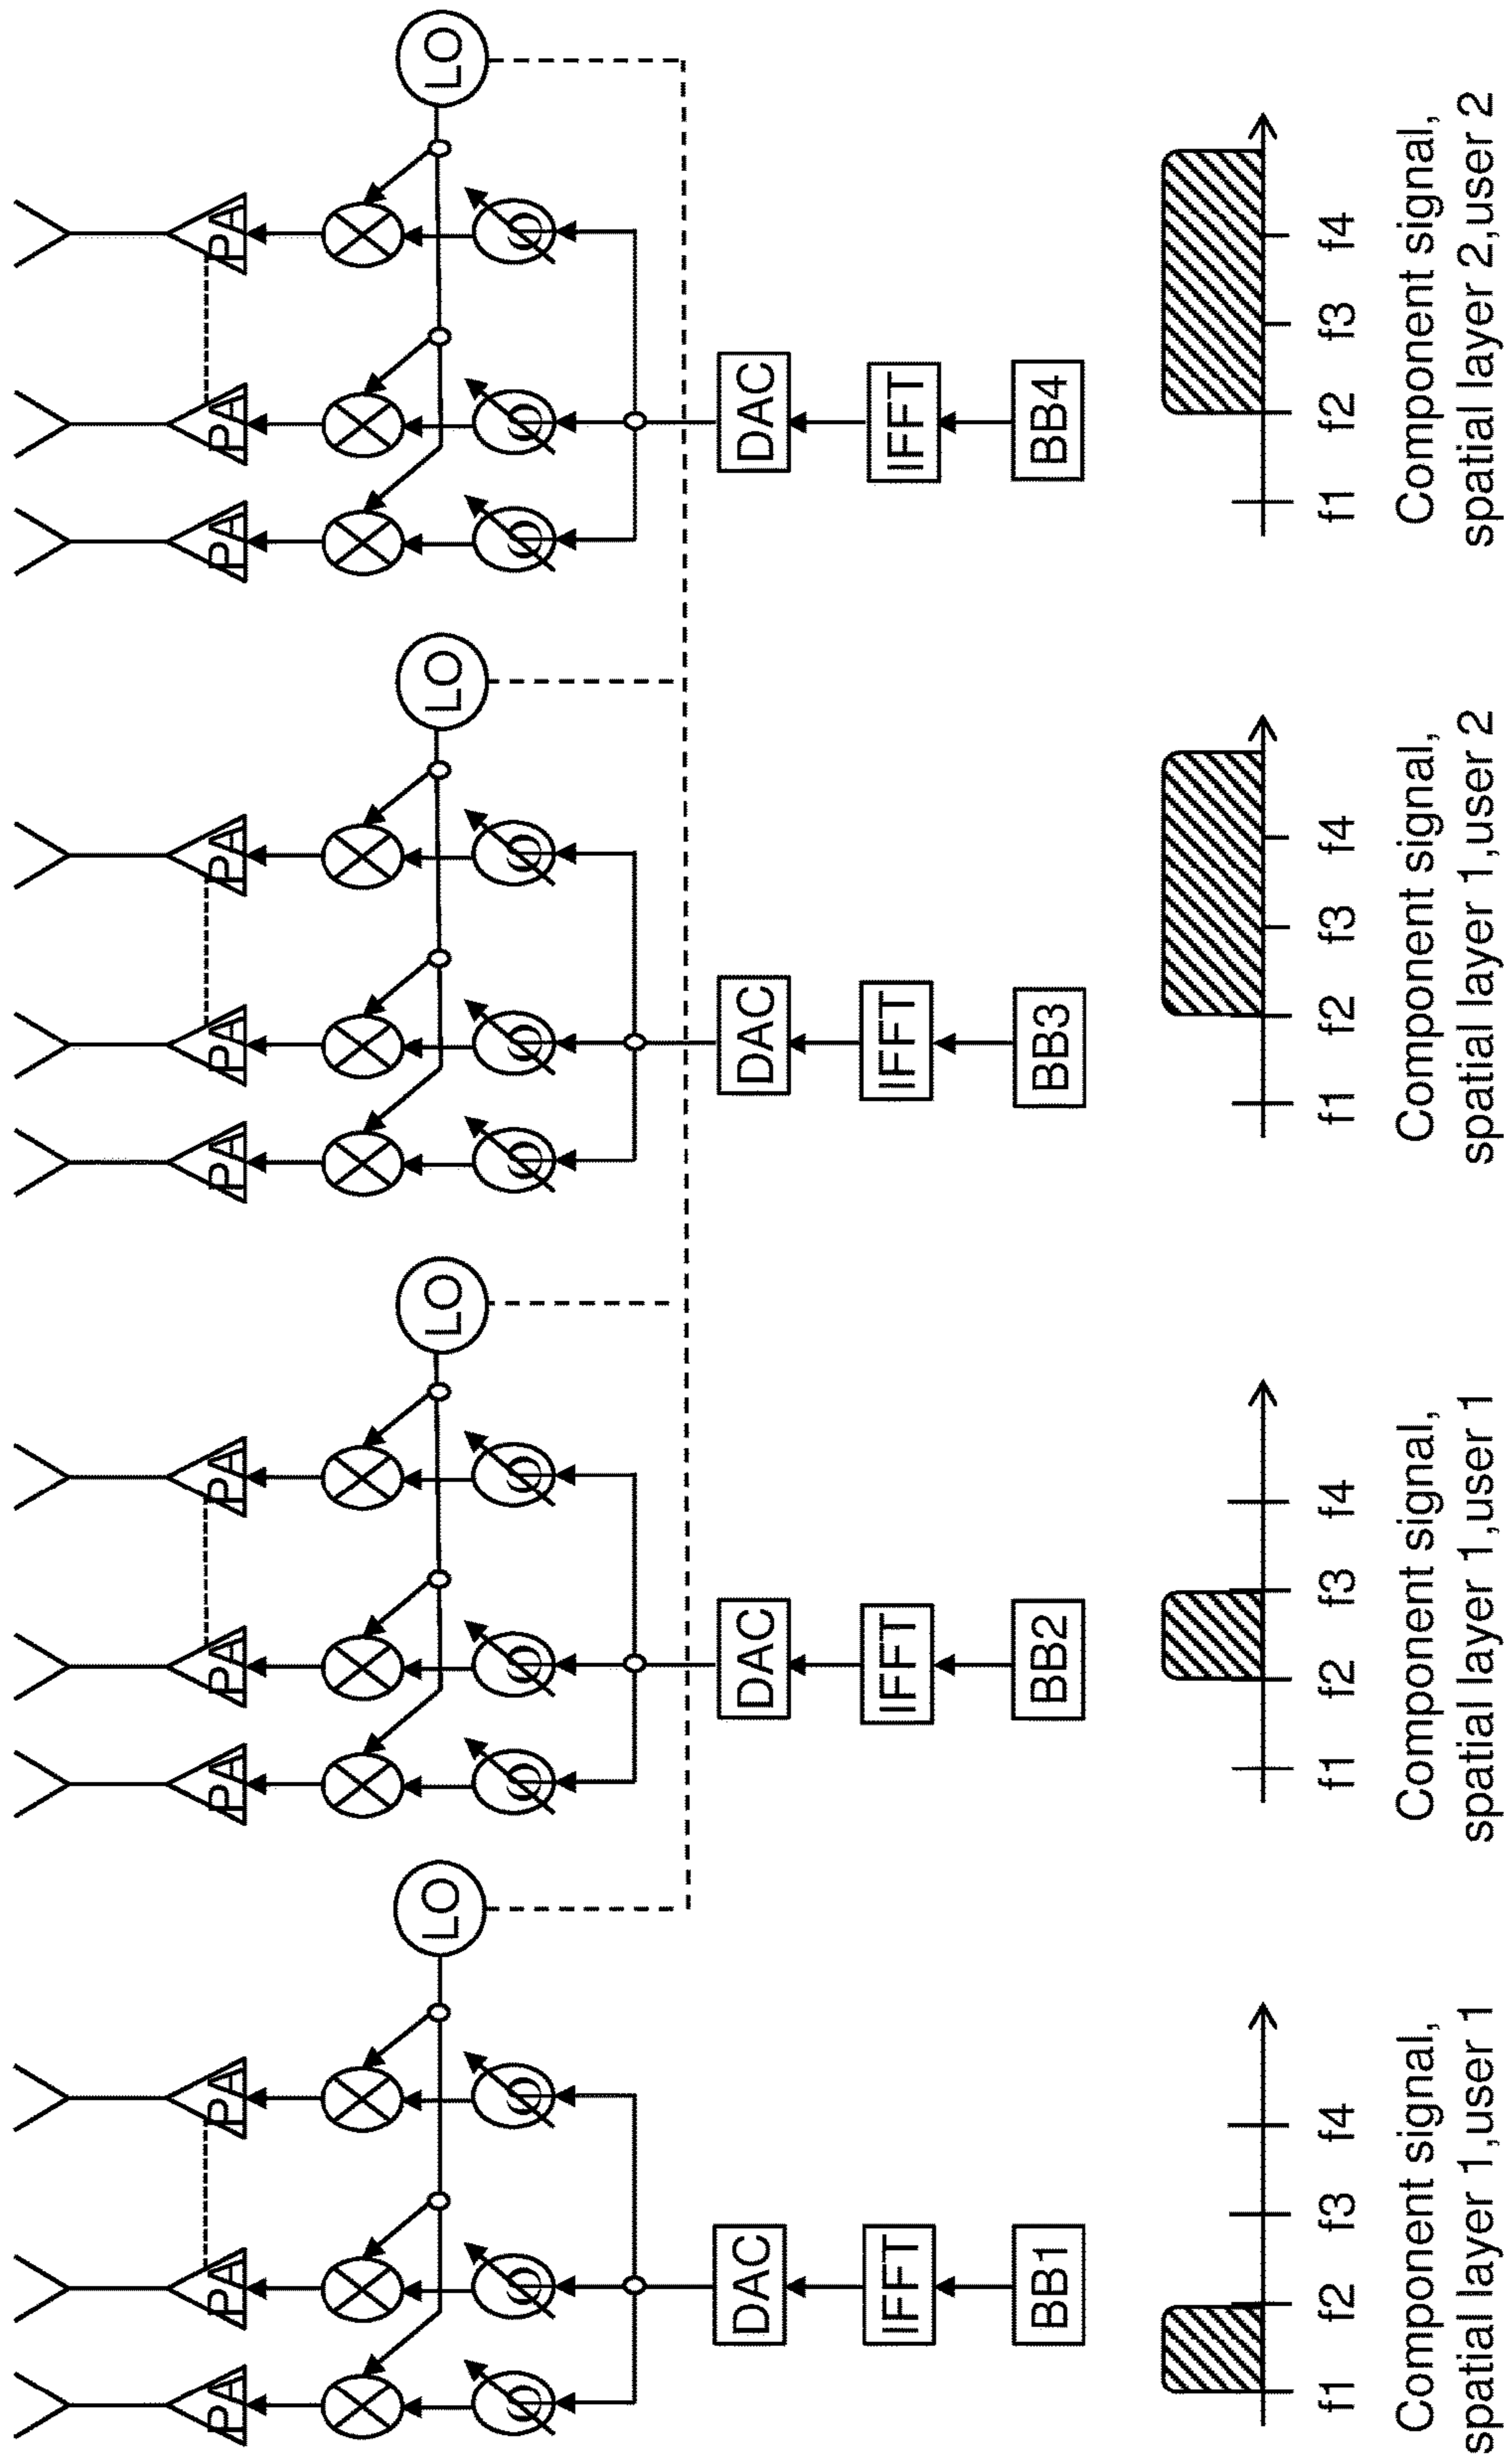 PA PA PA PA PA PA PA PA PA PA PA PA
LO LO LO LO
φ φ φ φ φ φ φ φ φ φ φ φ
DAC DAC DAC DAC
IFFT IFFT IFFT IFFT
BB1 BB2 BB3 BB4
f1 f2 f3 f4 f1 f2 f3 f4 f1 f2 f3 f4 f1 f2 f3 f4
Component signal,
spatial layer 1,user 1
Component signal,
spatial layer 1,user 1
Component signal,
spatial layer 1,user 2
Component signal,
spatial layer 2,user 2